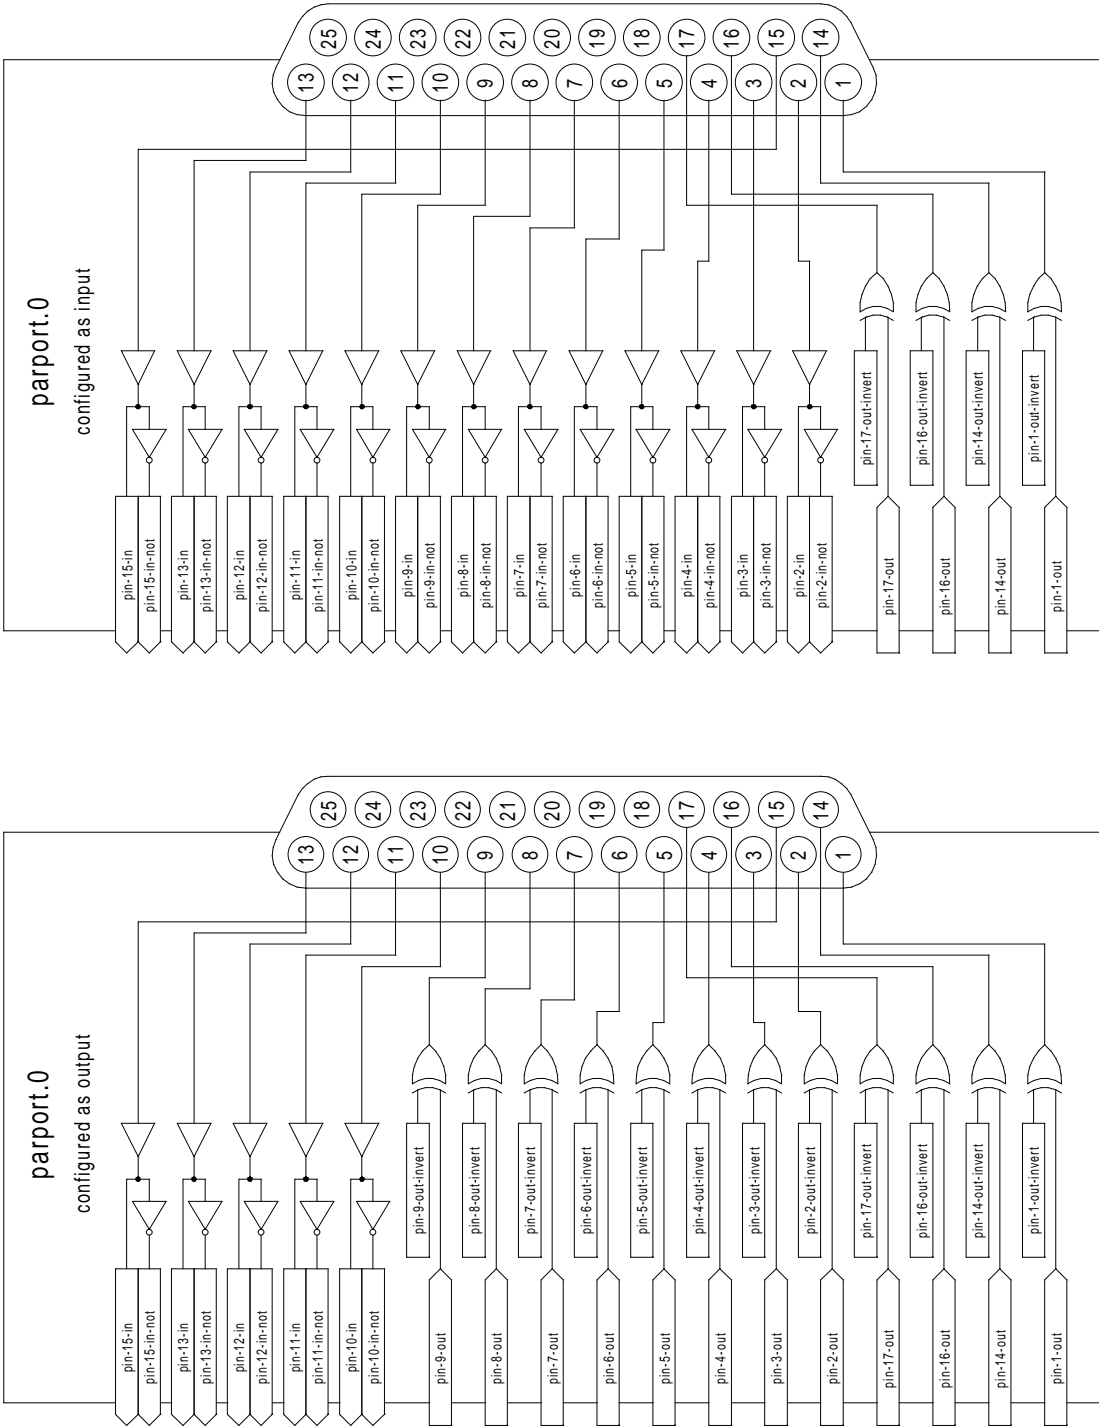 parport.0
configured as input
25
24
23
22
21
20
19
18
17
16
15
14
13
12
11
10
9
8
7
6
5
4
3
2
1
pin-17-out-invert
pin-16-out-invert
pin-14-out-invert
pin-1-out-invert
pin-15-in
pin-15-in-not
pin-13-in
pin-13-in-not
pin-12-in
pin-12-in-not
pin-11-in
pin-11-in-not
pin-10-in
pin-10-in-not
pin-9-in
pin-9-in-not
pin-8-in
pin-8-in-not
pin-7-in
pin-7-in-not
pin-6-in
pin-6-in-not
pin-5-in
pin-5-in-not
pin-4-in
pin-4-in-not
pin-3-in
pin-3-in-not
pin-2-in
pin-2-in-not
pin-17-out
pin-16-out
pin-14-out
pin-1-out
parport.0
configured as output
25
24
23
22
21
20
19
18
17
16
15
14
13
12
11
10
9
8
7
6
5
4
3
2
1
pin-9-out-invert
pin-8-out-invert
pin-7-out-invert
pin-6-out-invert
pin-5-out-invert
pin-4-out-invert
pin-3-out-invert
pin-2-out-invert
pin-17-out-invert
pin-16-out-invert
pin-14-out-invert
pin-1-out-invert
pin-15-in
pin-15-in-not
pin-13-in
pin-13-in-not
pin-12-in
pin-12-in-not
pin-11-in
pin-11-in-not
pin-10-in
pin-10-in-not
pin-9-out
pin-8-out
pin-7-out
pin-6-out
pin-5-out
pin-4-out
pin-3-out
pin-2-out
pin-17-out
pin-16-out
pin-14-out
pin-1-out